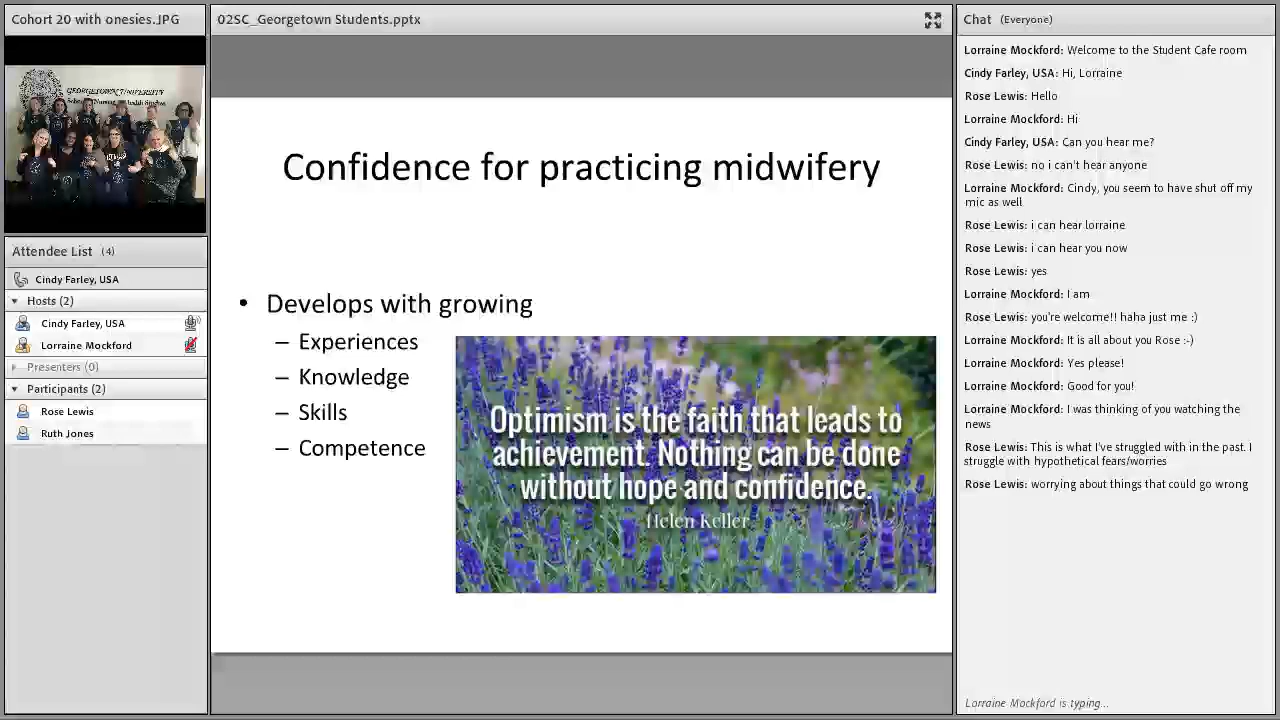 Cohort 20 with onesies.JPG
GEORGETOWN UNIVERSITY
Attendee List (4)
Cindy Farley, USA
Hosts (2)
Cindy Farley, USA
Lorraine Mockford
Presenters (0)
Participants (2)
Rose Lewis
Ruth Jones
02SC_Georgetown Students.pptx
Confidence for practicing midwifery
• Develops with growing
– Experiences
– Knowledge
– Skills
– Competence
Optimism is the faith that leads to
achievement. Nothing can be done
without hope and confidence.
Helen Keller
Chat (Everyone)
Lorraine Mockford: Welcome to the Student Cafe room
Cindy Farley, USA: Hi, Lorraine
Rose Lewis: Hello
Lorraine Mockford: Hi
Cindy Farley, USA: Can you hear me?
Rose Lewis: no i can't hear anyone
Lorraine Mockford: Cindy, you seem to have shut off my
mic as well
Rose Lewis: i can hear lorraine
Rose Lewis: i can hear you now
Rose Lewis: yes
Lorraine Mockford: I am
Rose Lewis: you're welcome!! haha just me :)
Lorraine Mockford: It is all about you Rose :-)
Lorraine Mockford: Yes please!
Lorraine Mockford: Good for you!
Lorraine Mockford: I was thinking of you watching the
news
Rose Lewis: This is what I've struggled with in the past. I
struggle with hypothetical fears/worries
Rose Lewis: worrying about things that could go wrong
Lorraine Mockford is typing...